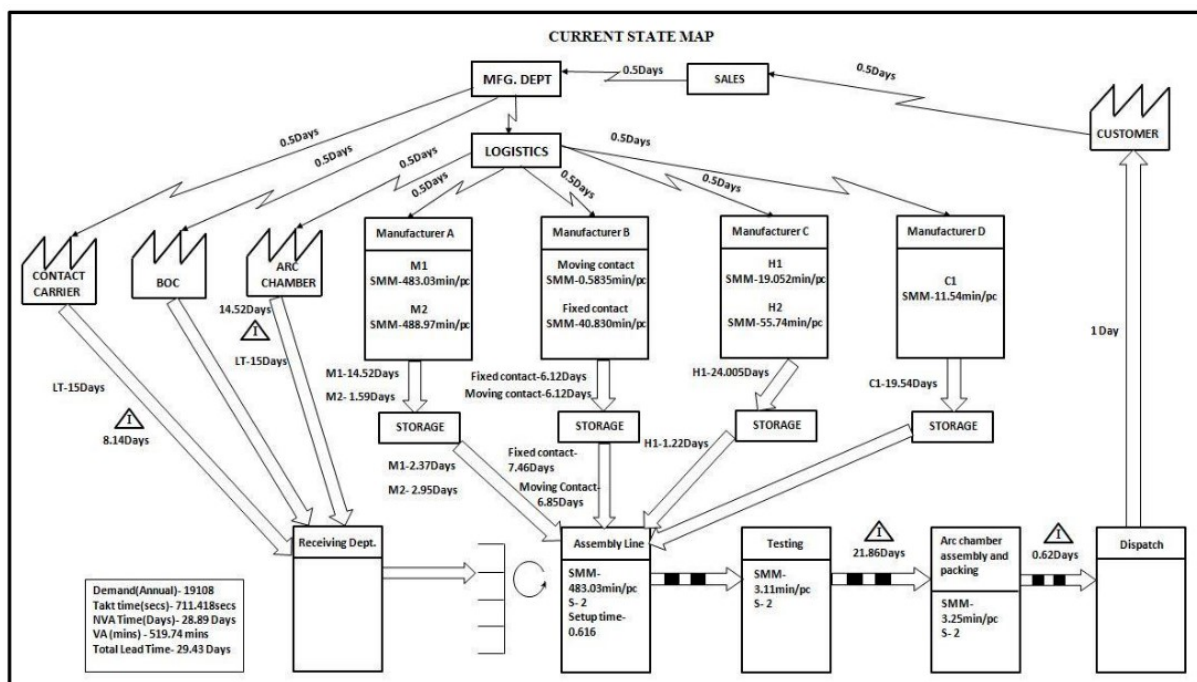 CURRENT STATE MAP
MFG. DEPT
0.5Days
SALES
0.5Days
CUSTOMER
0.5Days
0.5Days
LOGISTICS
0.5Days
0.5Days
0.5Days
0.5Days
0.5Days
CONTACT
CARRIER
BOC
ARC
CHAMBER
Manufacturer A
M1
SMM-483.03min/pc
M2
SMM-488.97min/pc
Manufacturer B
Moving contact
SMM-0.5835min/pc
Fixed contact
SMM-40.830min/pc
Manufacturer C
H1
SMM-19.052min/pc
H2
SMM-55.74min/pc
Manufacturer D
C1
SMM-11.54min/pc
1 Day
14.52Days
I
LT-15Days
LT-15Days
I
8.14Days
M1-14.52Days
M2- 1.59Days
Fixed contact-6.12Days
Moving contact-6.12Days
H1-24.005Days
C1-19.54Days
STORAGE
STORAGE
STORAGE
STORAGE
M1-2.37Days
M2- 2.95Days
Fixed contact-
7.46Days
Moving Contact-
6.85Days
H1-1.22Days
Receiving Dept.
Assembly Line
SMM-
483.03min/pc
S- 2
Setup time-
0.616
Testing
SMM-
3.11min/pc
S- 2
I
21.86Days
Arc chamber
assembly and
packing
SMM-
3.25min/pc
S- 2
I
0.62Days
Dispatch
Demand(Annual)- 19108
Takt time(secs)- 711.418secs
NVA Time(Days)- 28.89 Days
VA (mins) - 519.74 mins
Total Lead Time- 29.43 Days